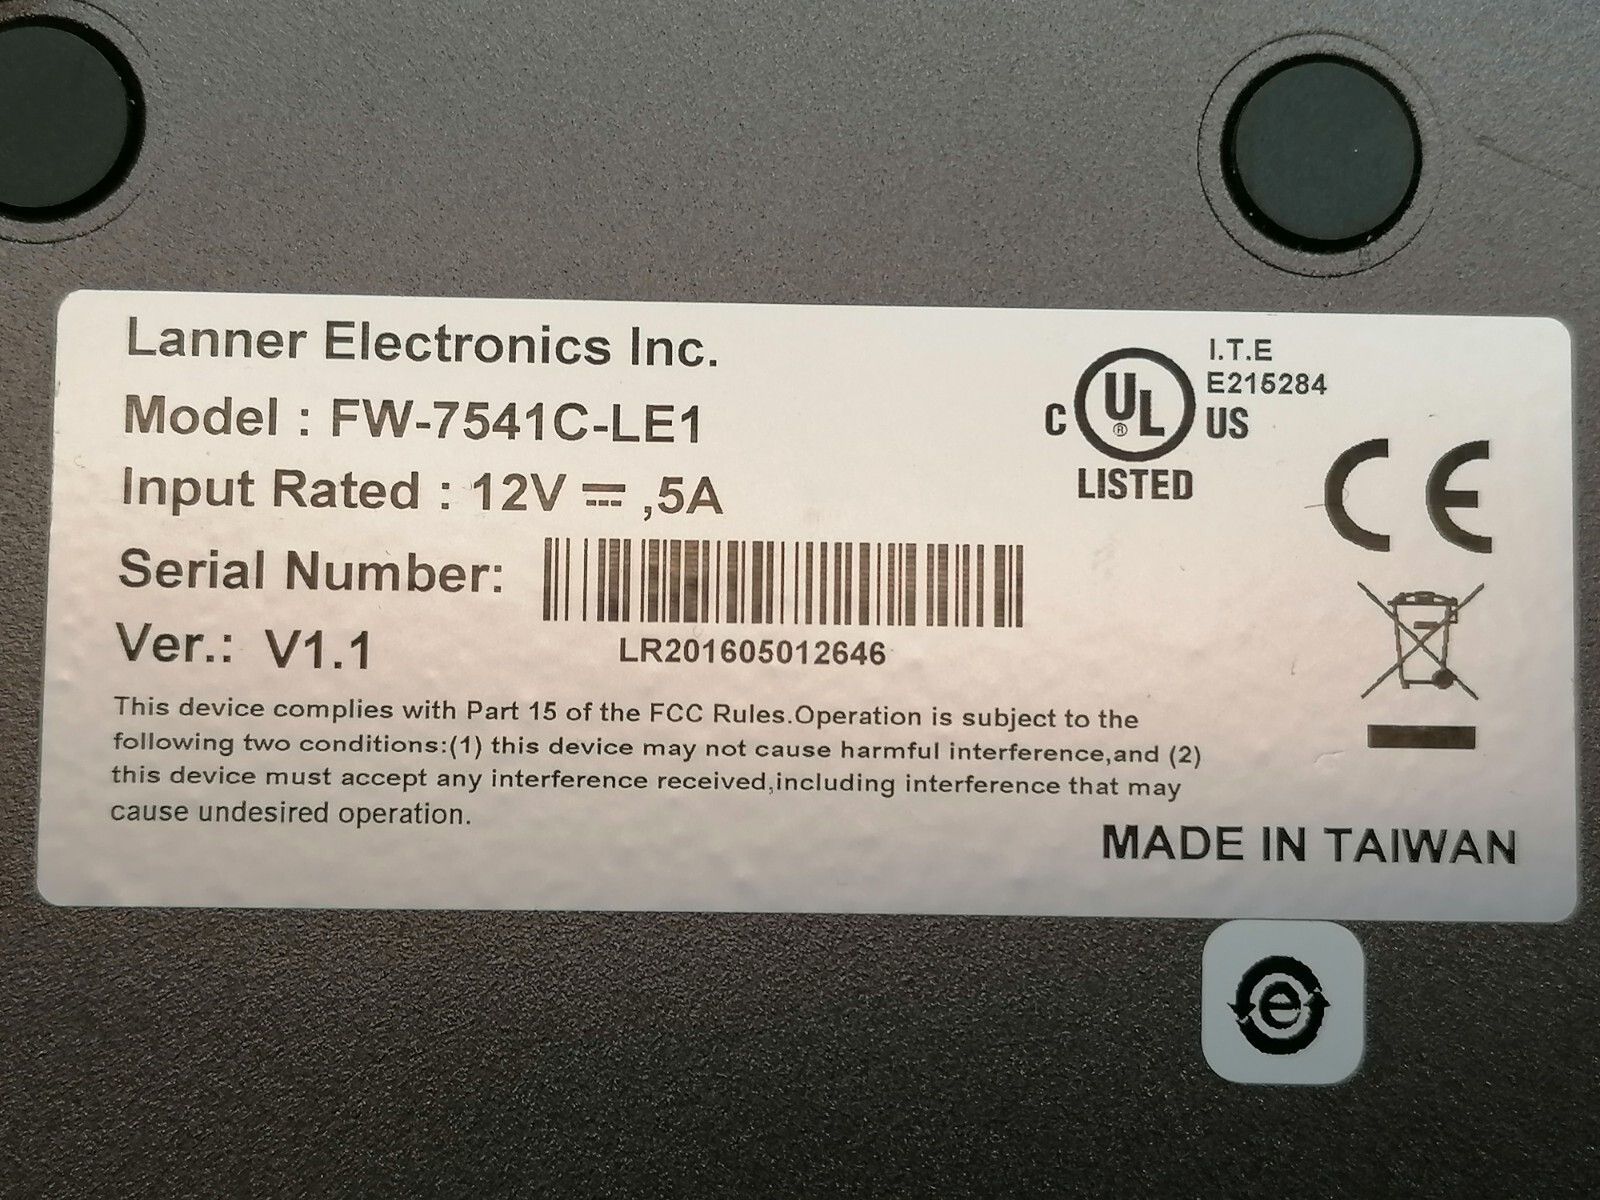 Lanner Electronics Inc.
Model : FW-7541C-LE1
Input Rated : 12V ⎓ ,5A
Serial Number:
LR201605012646
Ver.: V1.1
This device complies with Part 15 of the FCC Rules.Operation is subject to the
following two conditions:(1) this device may not cause harmful interference,and (2)
this device must accept any interference received,including interference that may
cause undesired operation.
I.T.E
E215284
C UL ® US
LISTED
CE
MADE IN TAIWAN
e